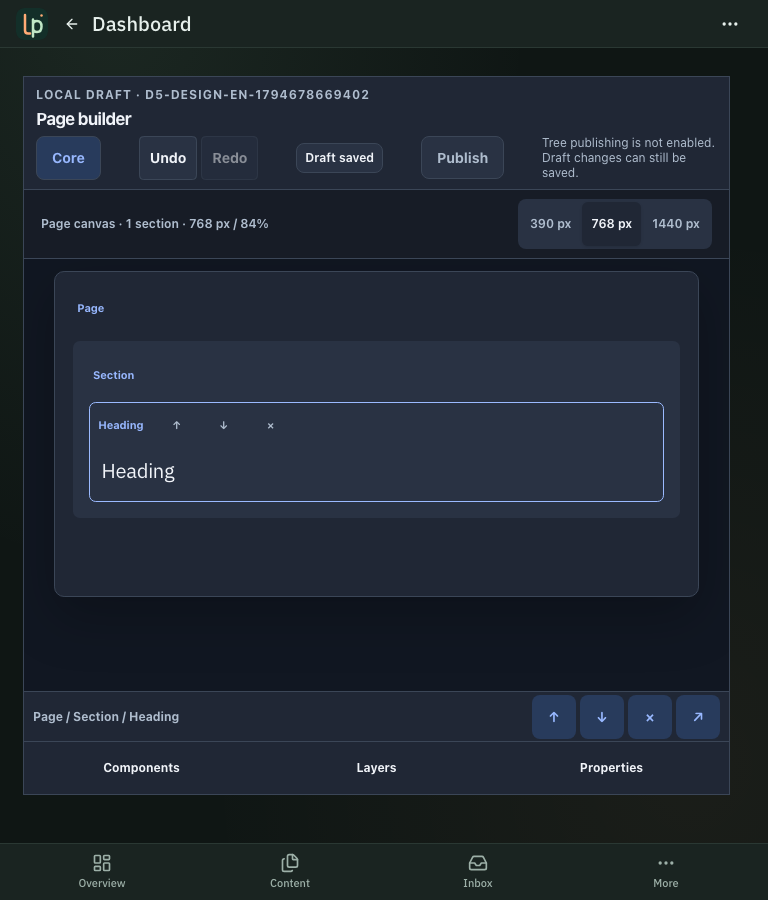 lp
Dashboard
LOCAL DRAFT · D5-DESIGN-EN-1794678669402
Page builder
Core
Undo
Redo
Draft saved
Publish
Tree publishing is not enabled.
Draft changes can still be
saved.
Page canvas · 1 section · 768 px / 84%
390 px
768 px
1440 px
Page
Section
Heading ↑ ↓ ×
Heading
Page / Section / Heading
↑ ↓ × ↗
Components
Layers
Properties
Overview
Content
Inbox
More